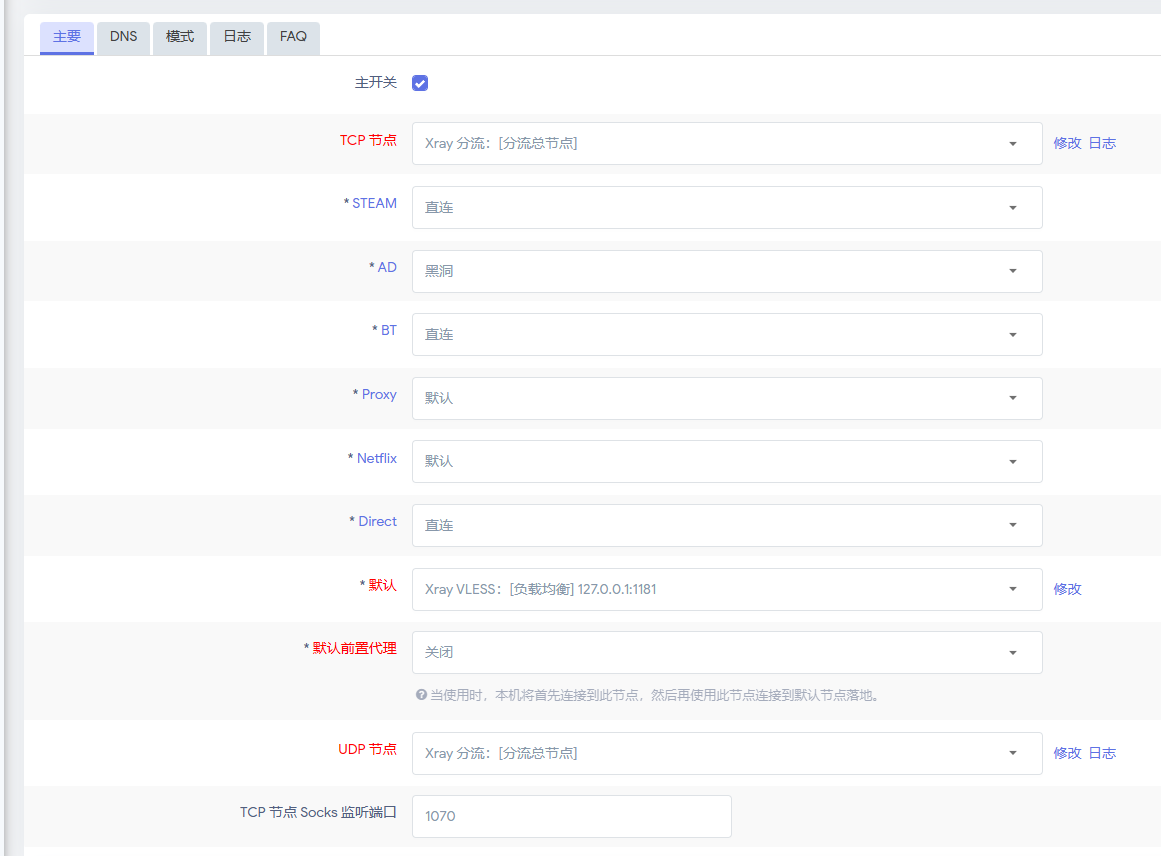 主要 DNS 模式 日志 FAQ
主开关
TCP 节点 Xray 分流：[分流总节点] 修改 日志
* STEAM 直连
* AD 黑洞
* BT 直连
* Proxy 默认
* Netflix 默认
* Direct 直连
* 默认 Xray VLESS：[负载均衡] 127.0.0.1:1181 修改
* 默认前置代理 关闭
当使用时，本机将首先连接到此节点，然后再使用此节点连接到默认节点落地。
UDP 节点 Xray 分流：[分流总节点] 修改 日志
TCP 节点 Socks 监听端口 1070